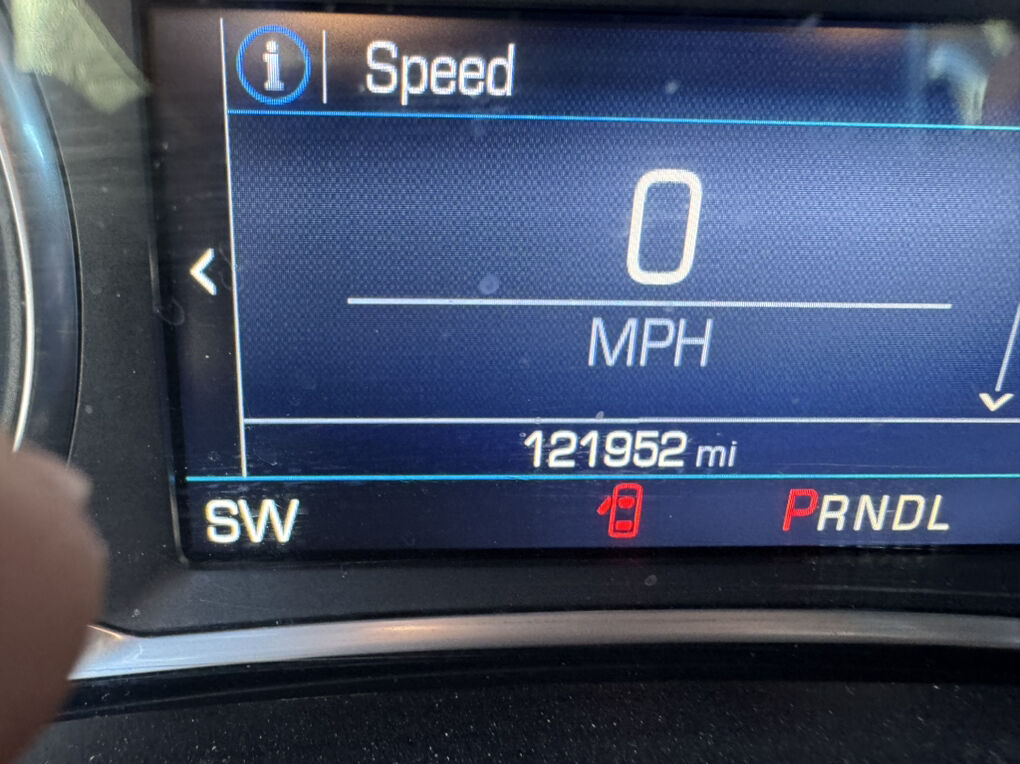 i Speed
0
MPH
121952 mi
SW PRNDL